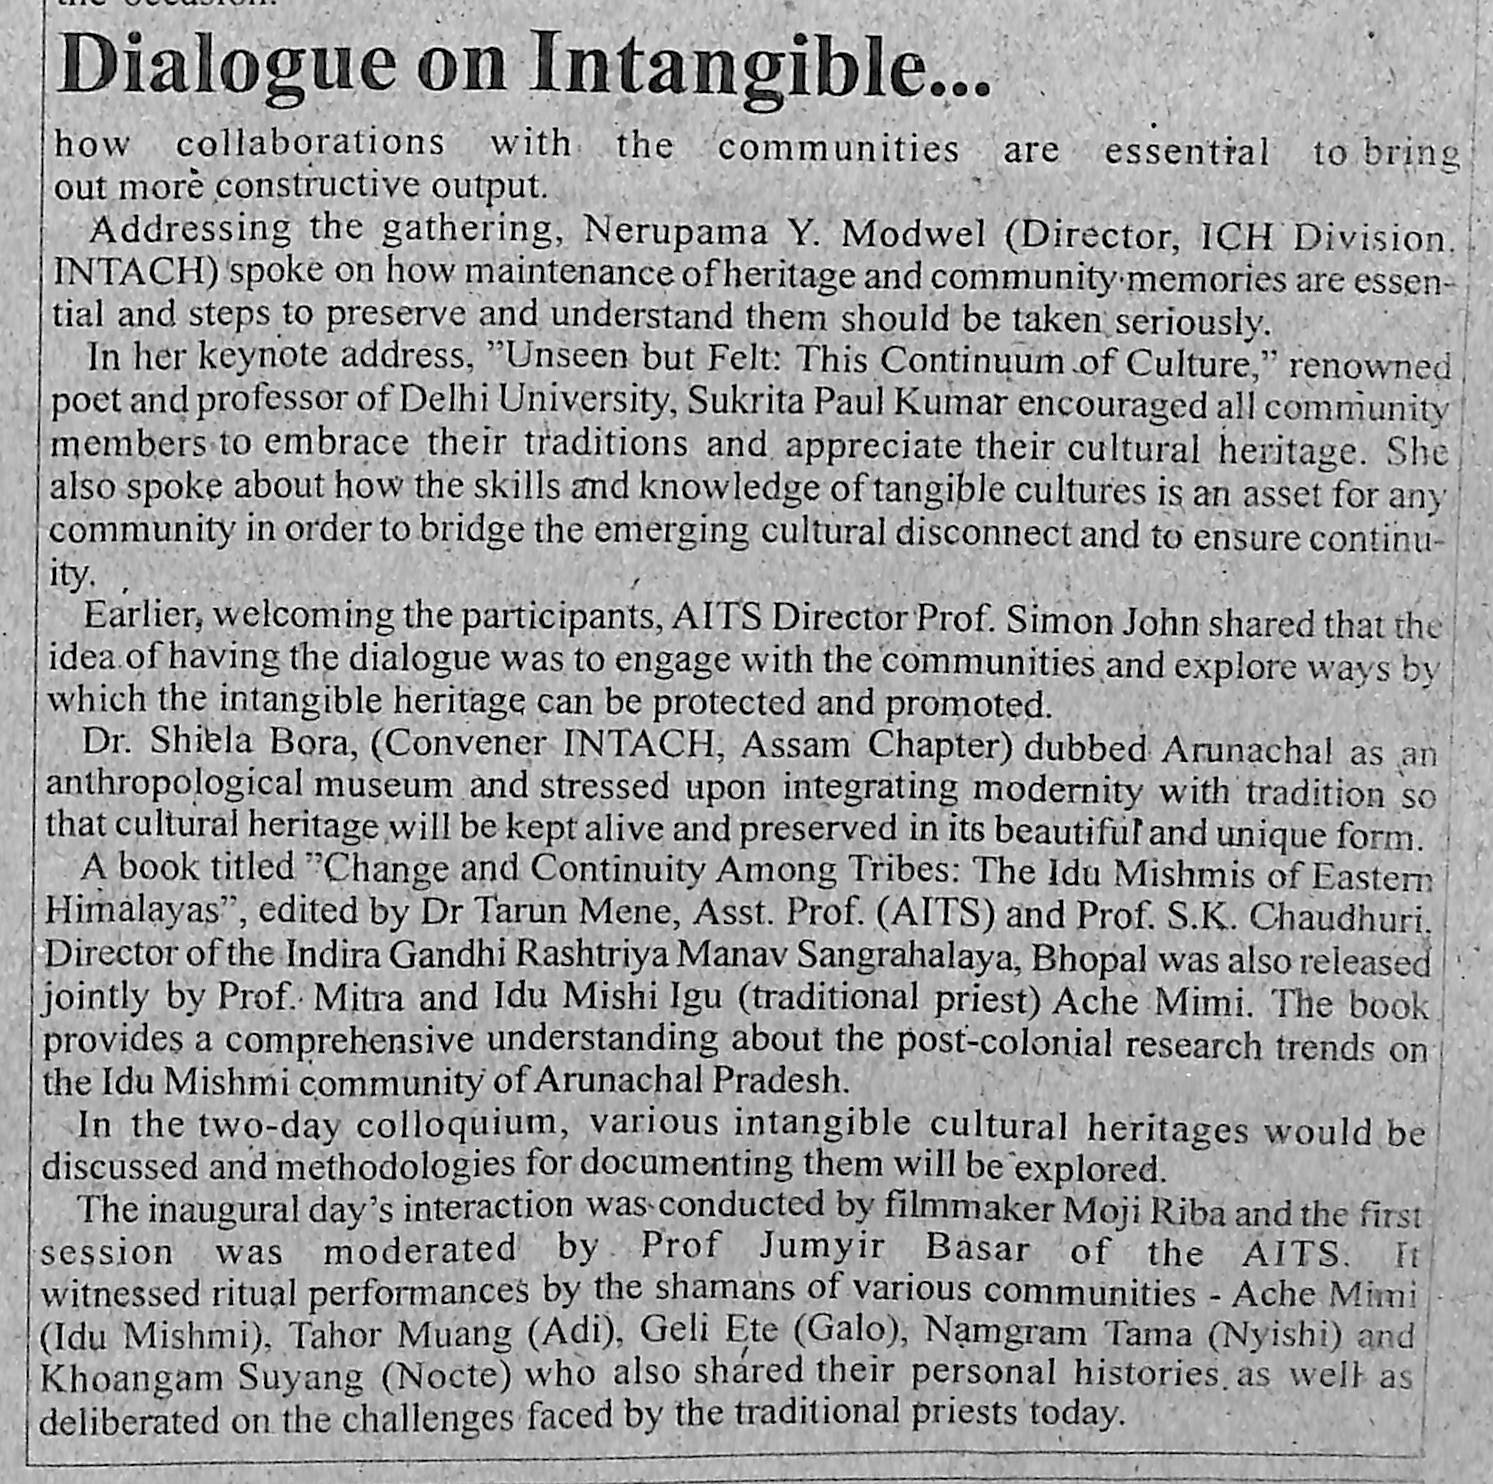 the occasion.
Dialogue on Intangible...
how collaborations with the communities are essential to bring
out more constructive output.
Addressing the gathering, Nerupama Y. Modwel (Director, ICH Division,
INTACH) spoke on how maintenance of heritage and community memories are essen-
tial and steps to preserve and understand them should be taken seriously.
In her keynote address, ”Unseen but Felt: This Continuum of Culture,” renowned
poet and professor of Delhi University, Sukrita Paul Kumar encouraged all community
members to embrace their traditions and appreciate their cultural heritage. She
also spoke about how the skills and knowledge of tangible cultures is an asset for any
community in order to bridge the emerging cultural disconnect and to ensure continu-
ity.
Earlier, welcoming the participants, AITS Director Prof. Simon John shared that the
idea of having the dialogue was to engage with the communities and explore ways by
which the intangible heritage can be protected and promoted.
Dr. Shiela Bora, (Convener INTACH, Assam Chapter) dubbed Arunachal as an
anthropological museum and stressed upon integrating modernity with tradition so
that cultural heritage will be kept alive and preserved in its beautiful and unique form.
A book titled ”Change and Continuity Among Tribes: The Idu Mishmis of Eastern
Himalayas”, edited by Dr Tarun Mene, Asst. Prof. (AITS) and Prof. S.K. Chaudhuri,
Director of the Indira Gandhi Rashtriya Manav Sangrahalaya, Bhopal was also released
jointly by Prof. Mitra and Idu Mishi Igu (traditional priest) Ache Mimi. The book
provides a comprehensive understanding about the post-colonial research trends on
the Idu Mishmi community of Arunachal Pradesh.
In the two-day colloquium, various intangible cultural heritages would be
discussed and methodologies for documenting them will be explored.
The inaugural day’s interaction was conducted by filmmaker Moji Riba and the first
session was moderated by Prof Jumyir Basar of the AITS. It
witnessed ritual performances by the shamans of various communities - Ache Mimi
(Idu Mishmi), Tahor Muang (Adi), Geli Ete (Galo), Namgram Tama (Nyishi) and
Khoangam Suyang (Nocte) who also shared their personal histories as well as
deliberated on the challenges faced by the traditional priests today.